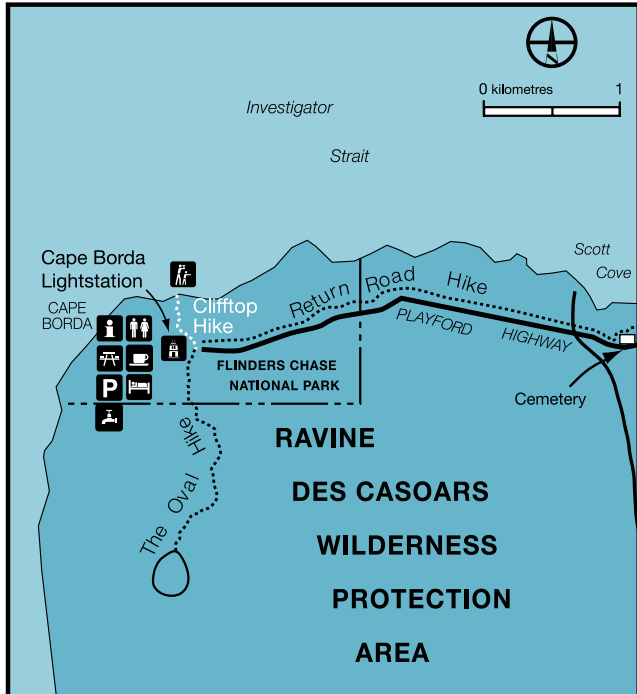 N
0 kilometres 1
Investigator
Strait
Scott
Cove
Cape Borda
Lightstation
CAPE
BORDA
Clifftop
Hike
Return Road Hike
PLAYFORD HIGHWAY
FLINDERS CHASE
NATIONAL PARK
Cemetery
P
The Oval Hike
RAVINE
DES CASOARS
WILDERNESS
PROTECTION
AREA